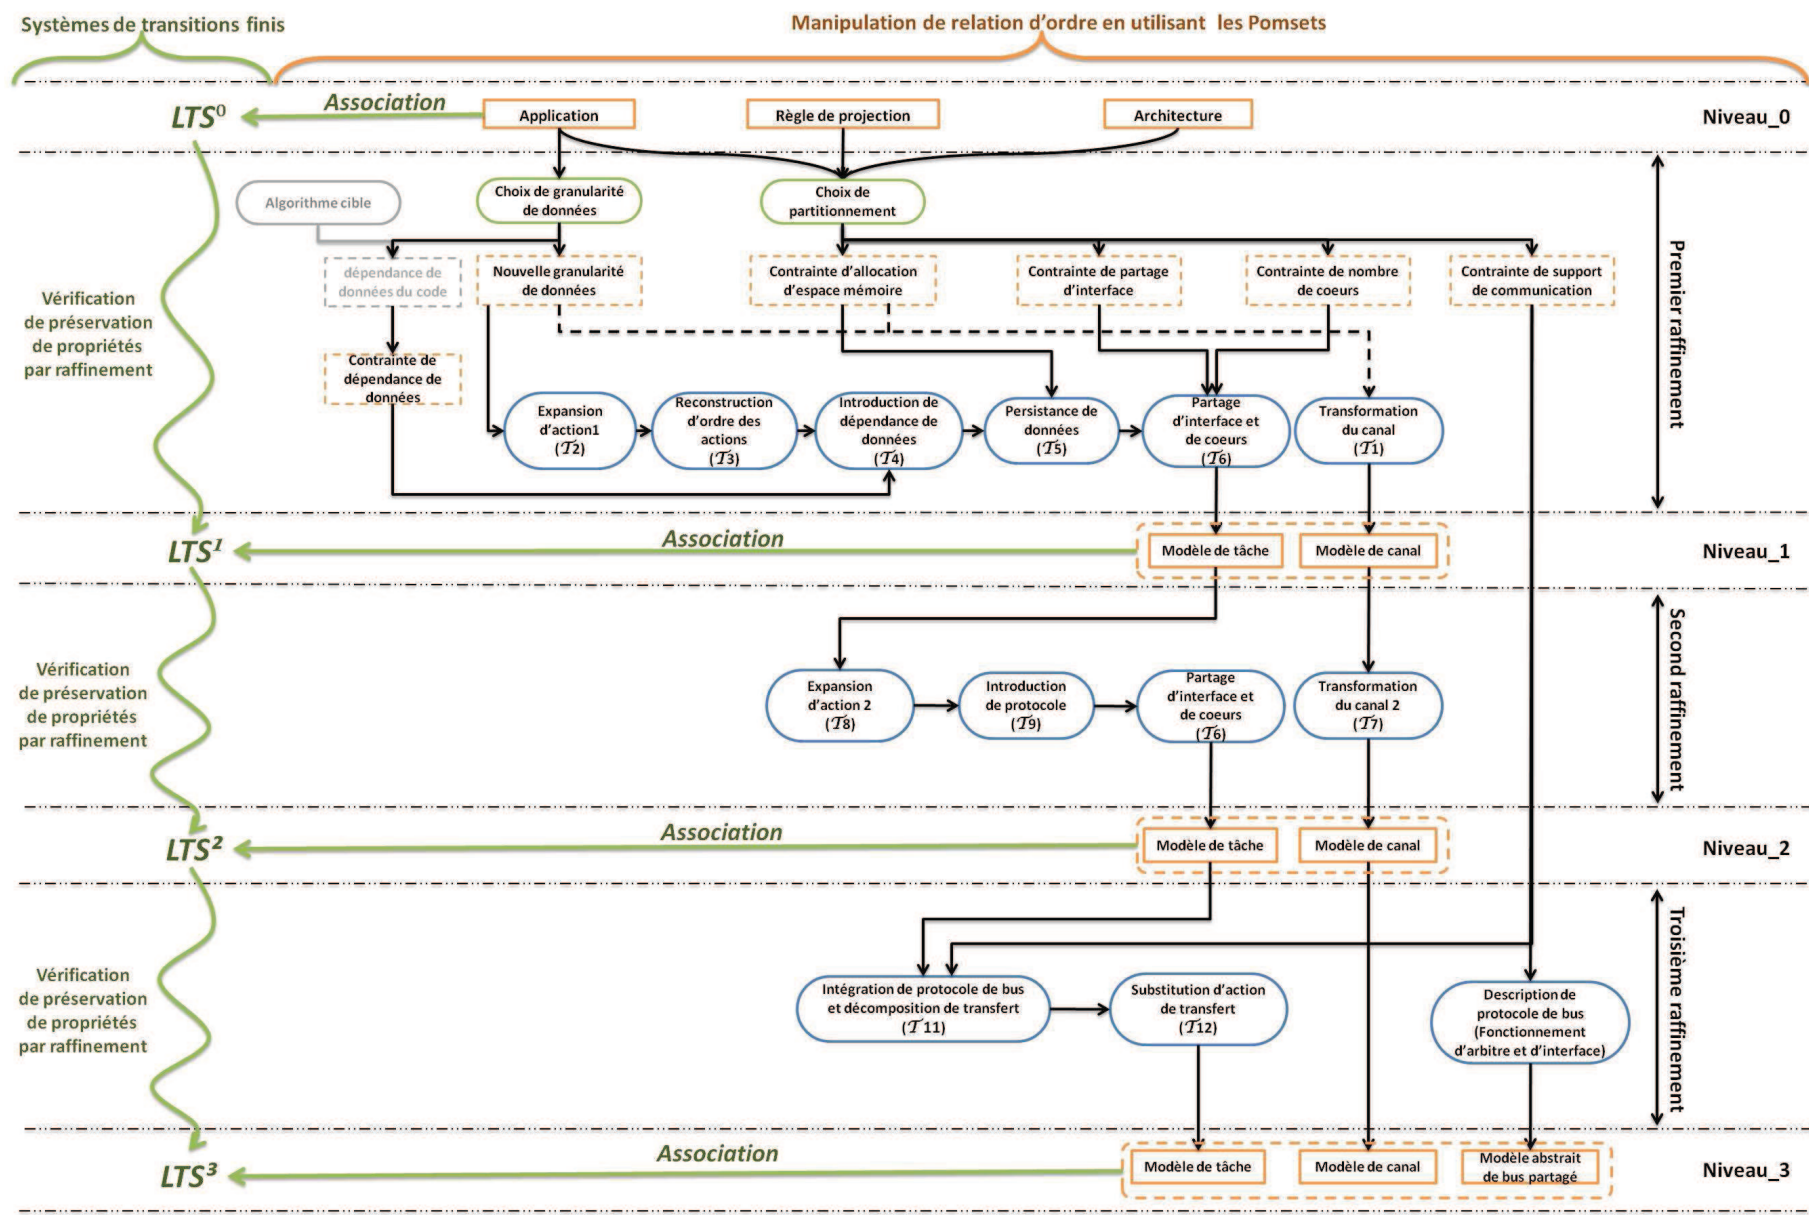 Systèmes de transitions finis
Manipulation de relation d'ordre en utilisant les Pomsets
LTS⁰
Association
Application
Règle de projection
Architecture
Niveau_0
Algorithme cible
Choix de granularité
de données
Choix de
partitionnement
dépendance de
données du code
Nouvelle granularité
de données
Contrainte d'allocation
d'espace mémoire
Contrainte de partage
d'interface
Contrainte de nombre
de coeurs
Contrainte de support
de communication
Premier raffinement
Vérification
de préservation
de propriétés
par raffinement
Contrainte de
dépendance de
données
Expansion
d'action1
(T2)
Reconstruction
d'ordre des
actions
(T3)
Introduction de
dépendance de
données
(T4)
Persistance de
données
(T5)
Partage
d'interface et
de coeurs
(T6)
Transformation
du canal
(T1)
LTS¹
Association
Modèle de tâche
Modèle de canal
Niveau_1
Vérification
de préservation
de propriétés
par raffinement
Expansion
d'action 2
(T8)
Introduction
de protocole
(T9)
Partage
d'interface et
de coeurs
(T6)
Transformation
du canal 2
(T7)
Second raffinement
LTS²
Association
Modèle de tâche
Modèle de canal
Niveau_2
Vérification
de préservation
de propriétés
par raffinement
Intégration de protocole de bus
et décomposition de transfert
(T11)
Substitution d'action
de transfert
(T12)
Description de
protocole de bus
(Fonctionnement
d'arbitre et d'interface)
Troisième raffinement
LTS³
Association
Modèle de tâche
Modèle de canal
Modèle abstrait
de bus partagé
Niveau_3